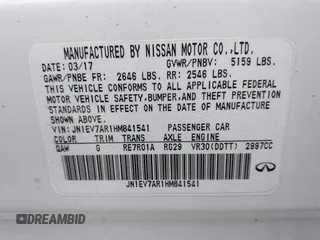 MANUFACTURED BY NISSAN MOTOR CO.,LTD.
DATE: 03/17 GVWR/PNBV: 5159 LBS.
GAWR/PNBE FR: 2646 LBS. RR: 2546 LBS.
THIS VEHICLE CONFORMS TO ALL APPLICABLE FEDERAL
MOTOR VEHICLE SAFETY,BUMPER,AND THEFT PREVENTION
STANDARDS IN EFFECT ON THE DATE OF MANUFACTURE
SHOWN ABOVE.
VIN: JN1EV7AR1HM841541 PASSENGER CAR
COLOR TRIM TRANS AXLE ENGINE
QAW G RE7R01A RG29 VR30(DDTT) 2997CC
JN1EV7AR1HM841541
DREAMBID